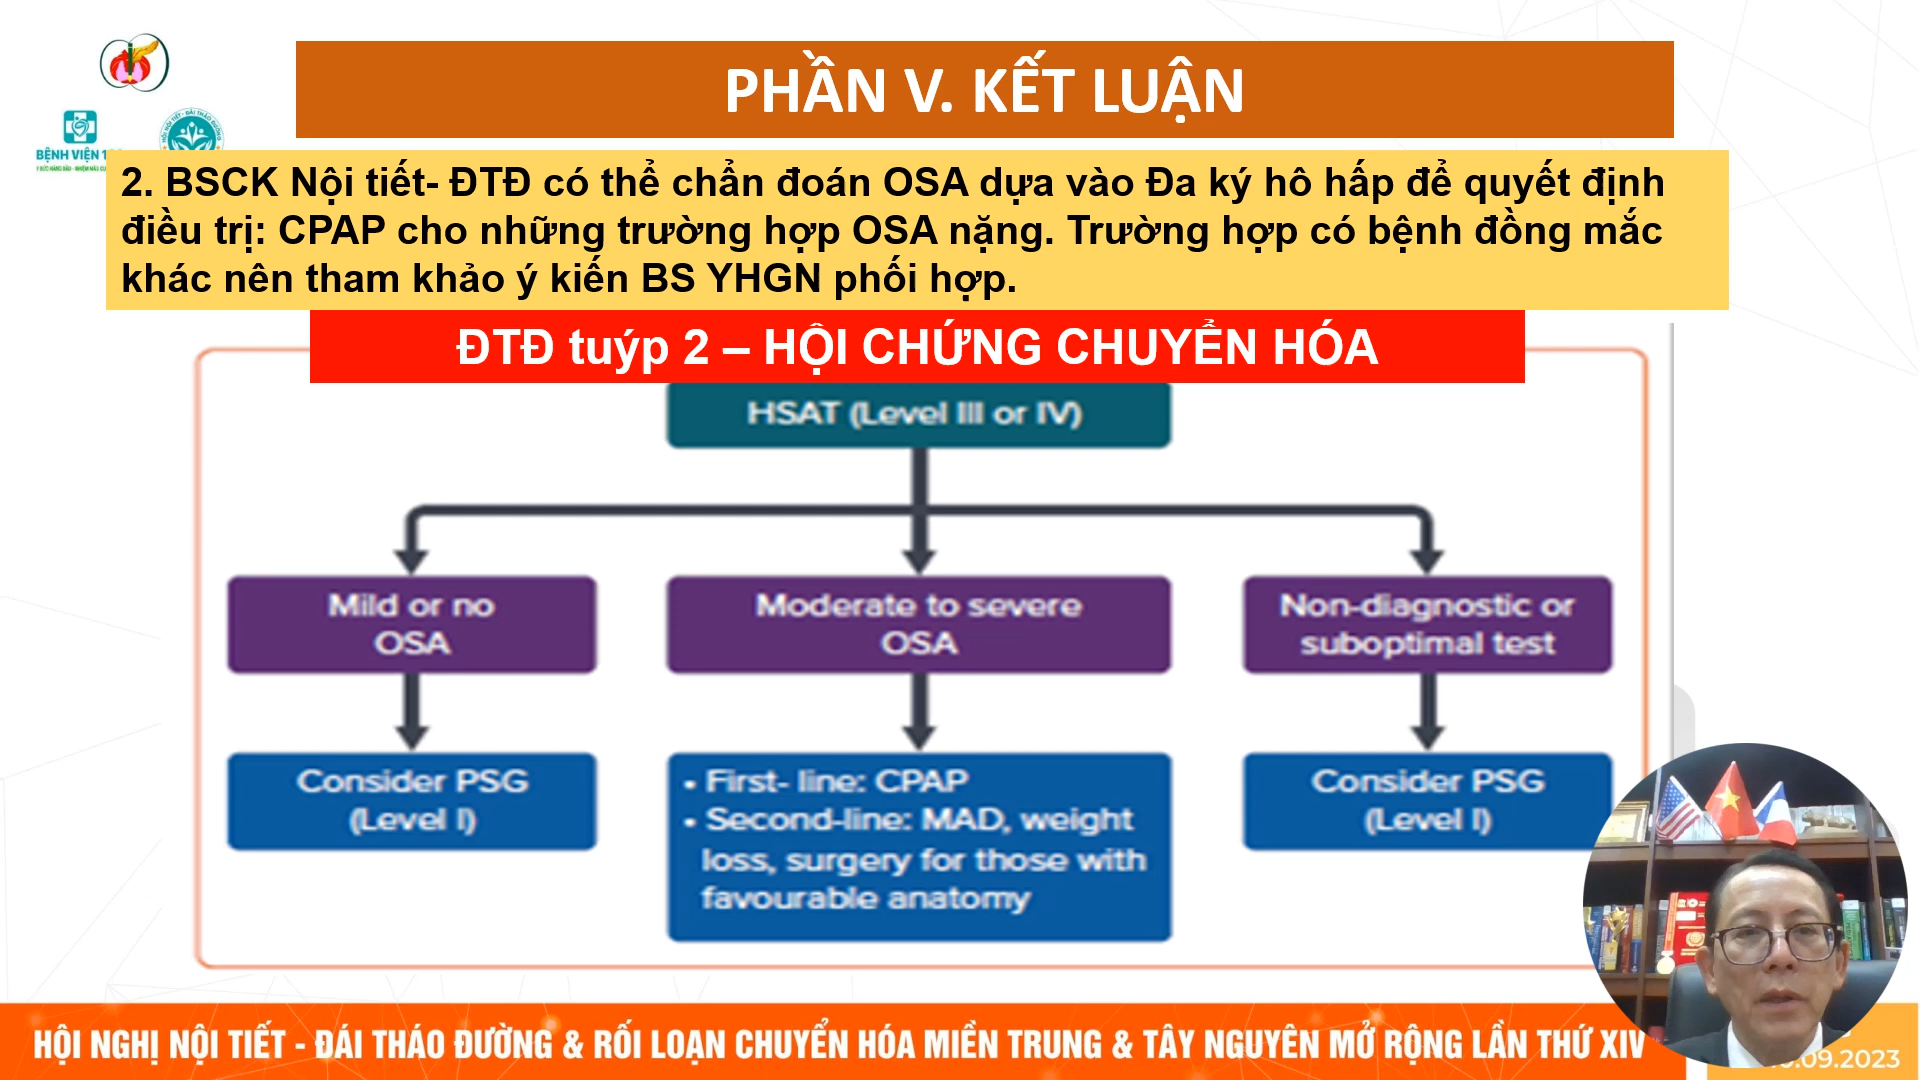 PHẦN V. KẾT LUẬN
BỆNH VIỆN
2. BSCK Nội tiết- ĐTĐ có thể chẩn đoán OSA dựa vào Đa ký hô hấp để quyết định
điều trị: CPAP cho những trường hợp OSA nặng. Trường hợp có bệnh đồng mắc
khác nên tham khảo ý kiến BS YHGN phối hợp.
ĐTĐ tuýp 2 – HỘI CHỨNG CHUYỂN HÓA
HSAT (Level III or IV)
Mild or no
OSA
Moderate to severe
OSA
Non-diagnostic or
suboptimal test
Consider PSG
(Level I)
• First- line: CPAP
• Second-line: MAD, weight
loss, surgery for those with
favourable anatomy
Consider PSG
(Level I)
HỘI NGHỊ NỘI TIẾT - ĐÁI THÁO ĐƯỜNG & RỐI LOẠN CHUYỂN HÓA MIỀN TRUNG & TÂY NGUYÊN MỞ RỘNG LẦN THỨ XIV
.09.2023